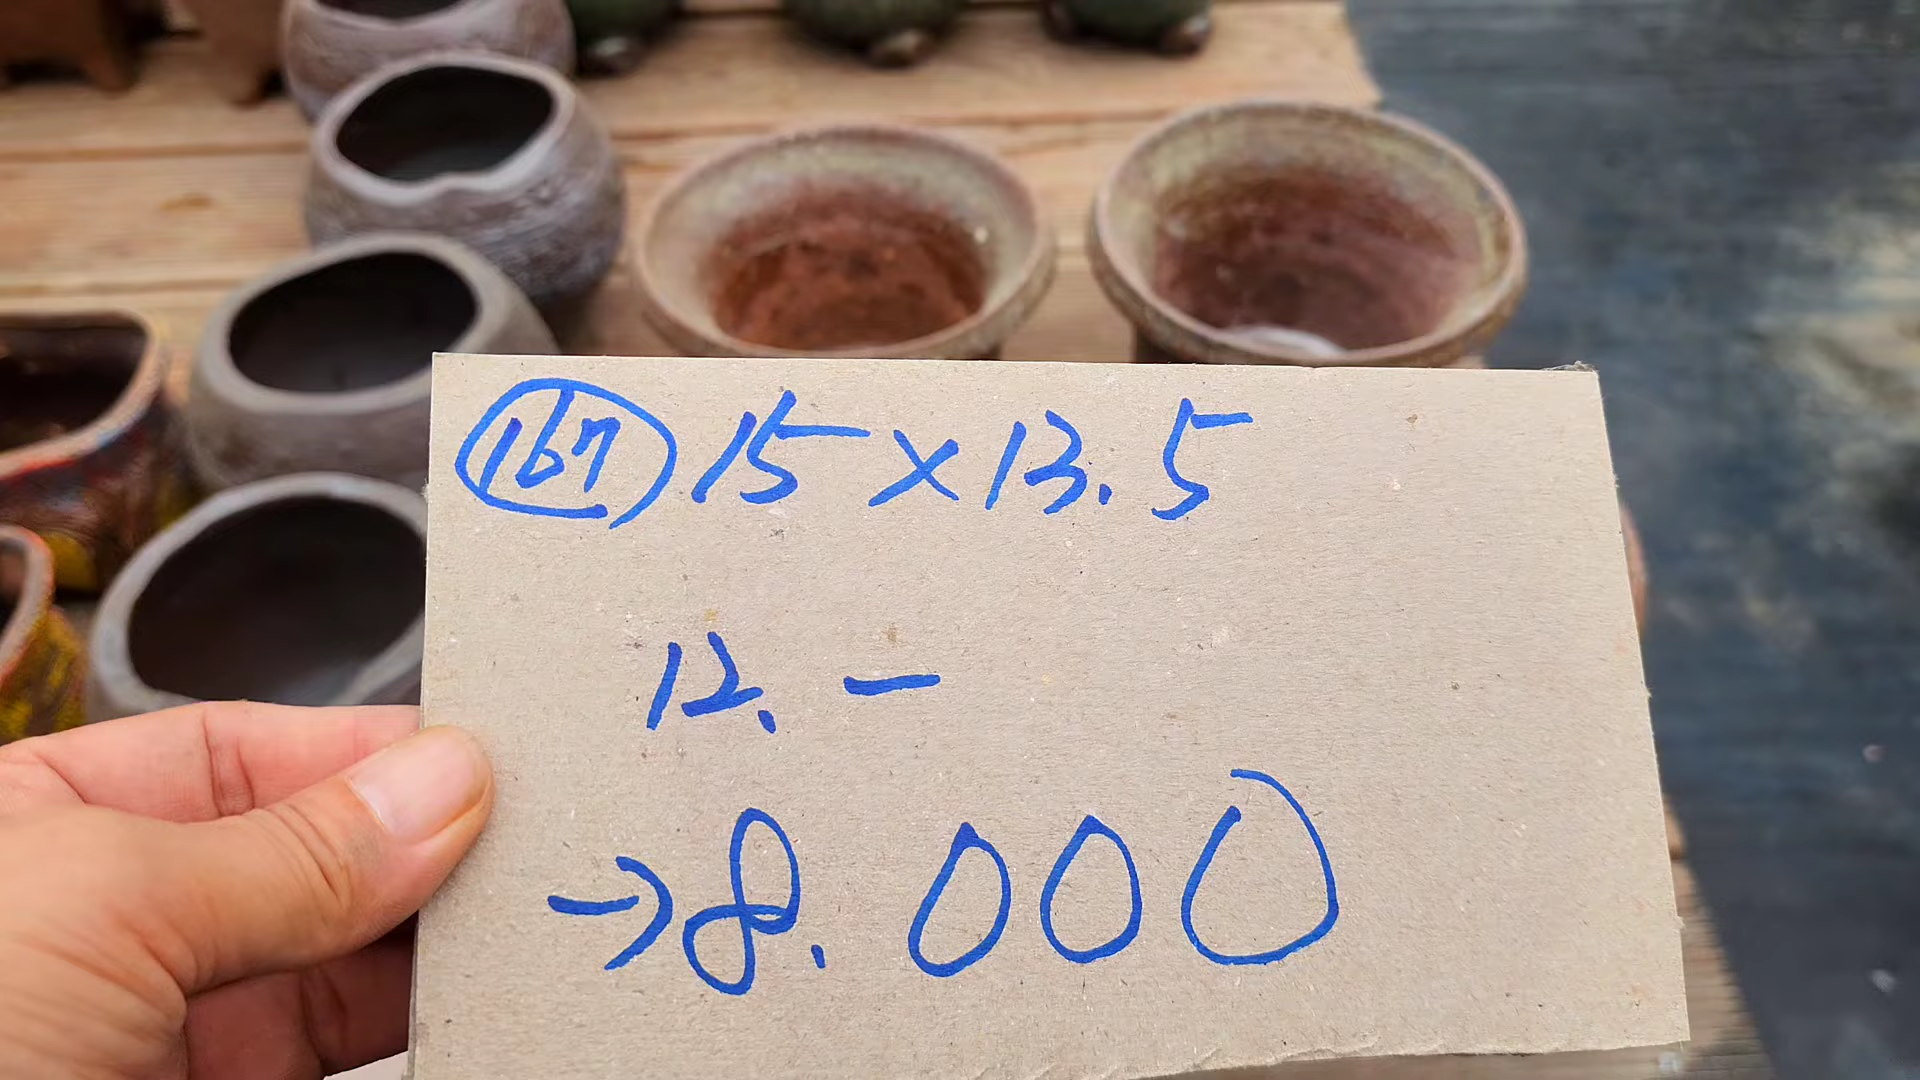 167 15 x 13.5
12. -
→ 8.000